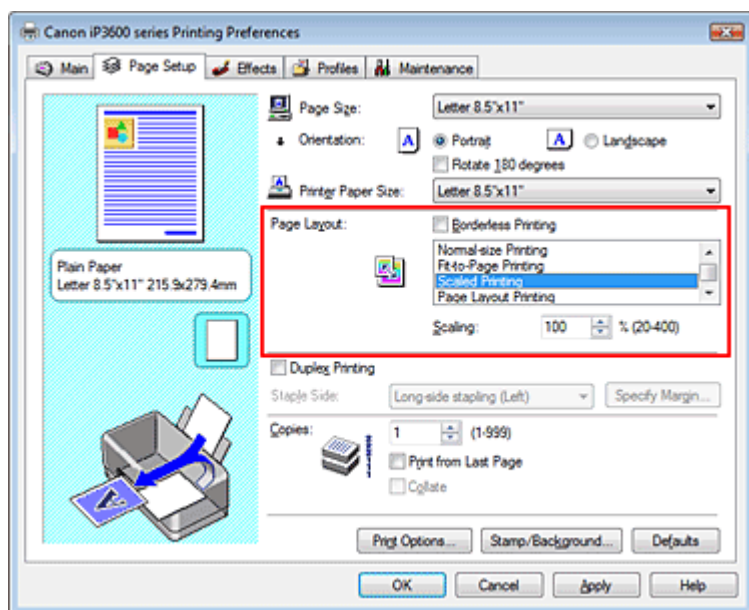 Canon iP3600 series Printing Preferences
Main Page Setup Effects Profiles Maintenance
Page Size: Letter 8.5"x11"
Orientation: A Portrait A Landscape
Rotate 180 degrees
Printer Paper Size: Letter 8.5"x11"
Page Layout: Borderless Printing
Normal-size Printing
Fit-to-Page Printing
Scaled Printing
Page Layout Printing
Scaling: 100 % (20-400)
Plain Paper
Letter 8.5"x11" 215.9x279.4mm
Duplex Printing
Staple Side: Long-side stapling (Left) Specify Margin...
Copies: 1 (1-999)
Print from Last Page
Collate
A
Print Options... Stamp/Background... Defaults
OK Cancel Apply Help